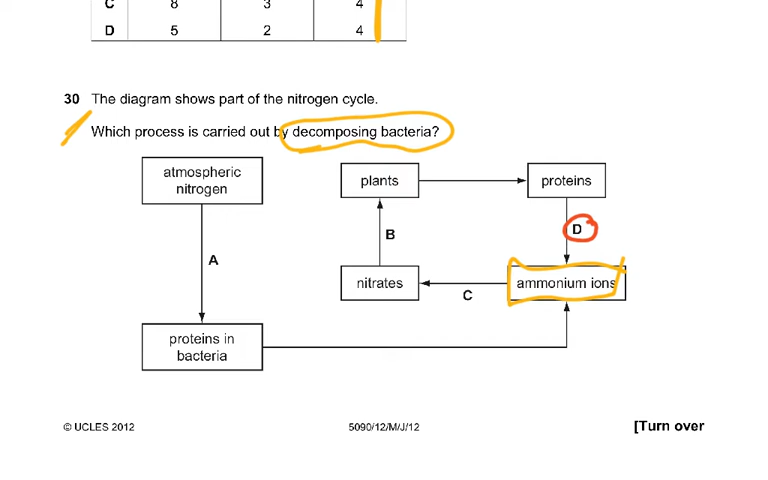 C 8 3 4
D 5 2 4
30 The diagram shows part of the nitrogen cycle.
Which process is carried out by decomposing bacteria?
atmospheric
nitrogen
plants
proteins
D
B
A
nitrates
ammonium ions
C
proteins in
bacteria
© UCLES 2012
5090/12/M/J/12
[Turn over